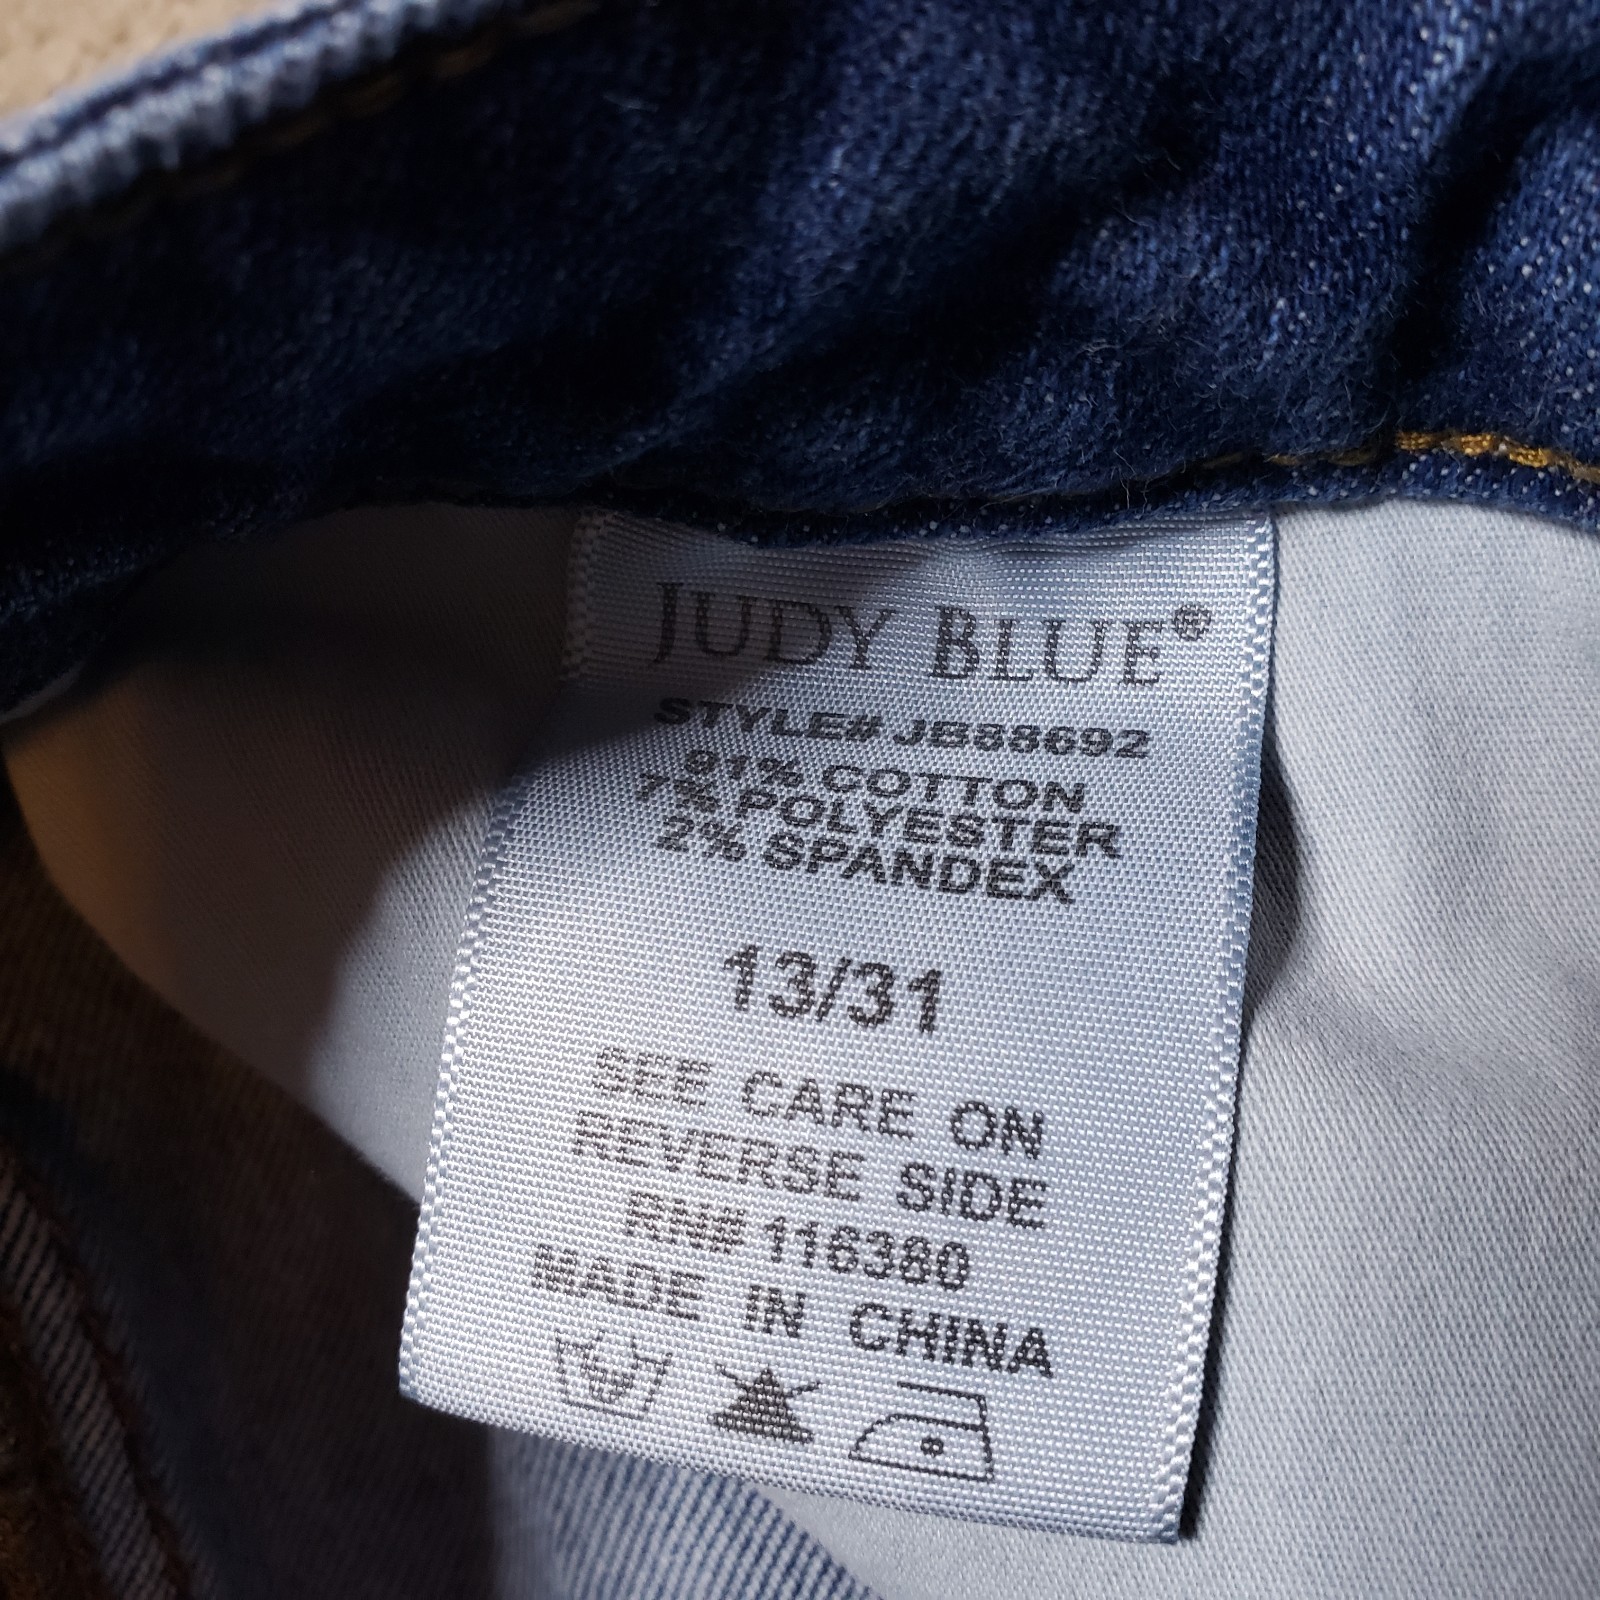 JUDY BLUE®
STYLE# JB88692
91% COTTON
7% POLYESTER
2% SPANDEX
13/31
SEE CARE ON
REVERSE SIDE
RN# 116380
MADE IN CHINA